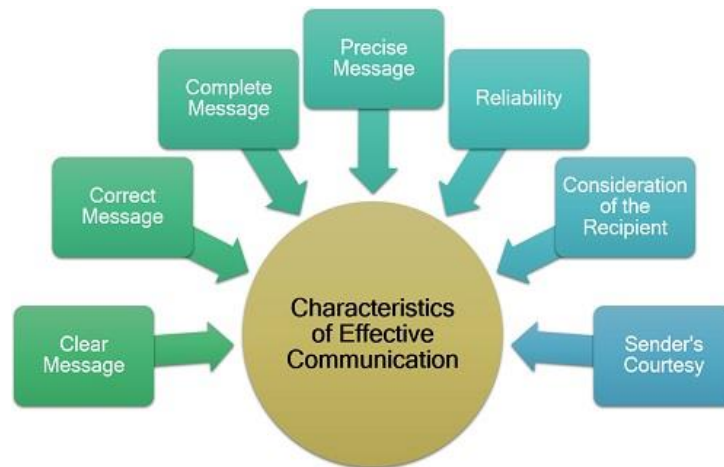 Precise
Message
Complete
Message
Reliability
Correct
Message
Consideration
of the
Recipient
Clear
Message
Characteristics
of Effective
Communication
Sender's
Courtesy